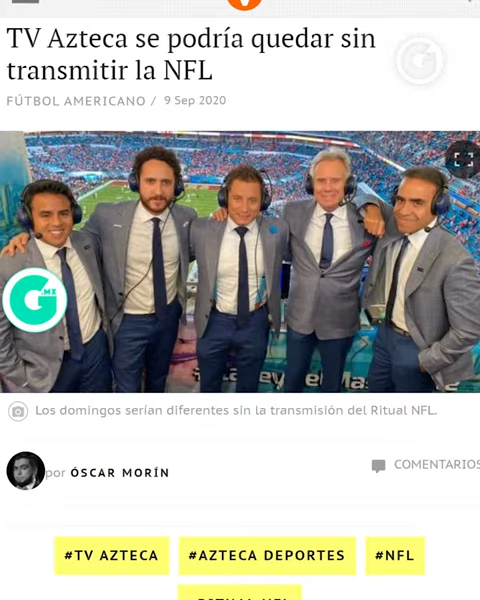 TV Azteca se podría quedar sin
transmitir la NFL
FÚTBOL AMERICANO / 9 Sep 2020
G.MX
Los domingos serían diferentes sin la transmisión del Ritual NFL.
por ÓSCAR MORÍN
COMENTARIOS
#TV AZTECA #AZTECA DEPORTES #NFL